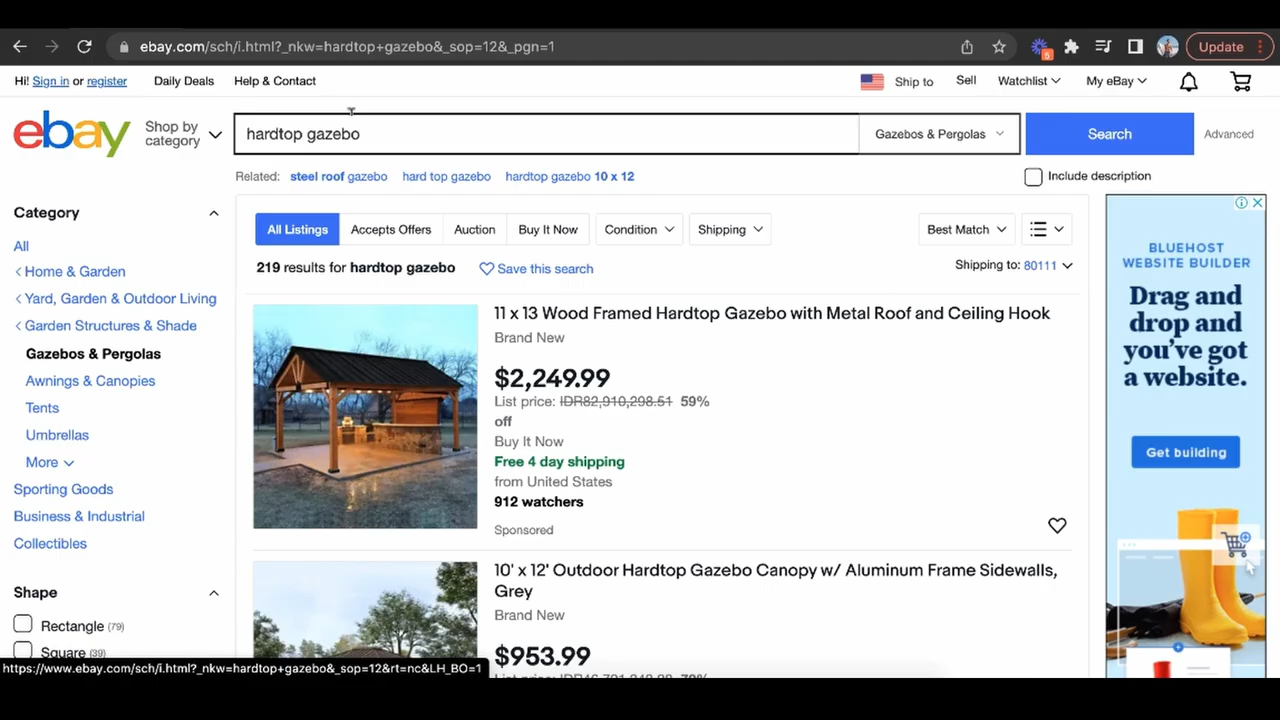 ebay.com/sch/i.html?_nkw=hardtop+gazebo&_sop=12&_pgn=1
5
Update
Hi! Sign in or register
Daily Deals
Help & Contact
Ship to
Sell
Watchlist
My eBay
ebay
Shop by
category
hardtop gazebo
Gazebos & Pergolas
Search
Advanced
Related:
steel roof gazebo
hard top gazebo
hardtop gazebo 10 x 12
Include description
Category
All
Home & Garden
Yard, Garden & Outdoor Living
Garden Structures & Shade
Gazebos & Pergolas
Awnings & Canopies
Tents
Umbrellas
More
Sporting Goods
Business & Industrial
Collectibles
Shape
Rectangle (79)
Square (39)
All Listings
Accepts Offers
Auction
Buy It Now
Condition
Shipping
Best Match
219 results for hardtop gazebo
Save this search
Shipping to: 80111
11 x 13 Wood Framed Hardtop Gazebo with Metal Roof and Ceiling Hook
Brand New
$2,249.99
List price: IDR82,910,298.51 59%
off
Buy It Now
Free 4 day shipping
from United States
912 watchers
Sponsored
10' x 12' Outdoor Hardtop Gazebo Canopy w/ Aluminum Frame Sidewalls,
Grey
Brand New
$953.99
BLUEHOST
WEBSITE BUILDER
Drag and
drop and
you've got
a website.
Get building
https://www.ebay.com/sch/i.html?_nkw=hardtop+gazebo&_sop=12&rt=nc&LH_BO=1